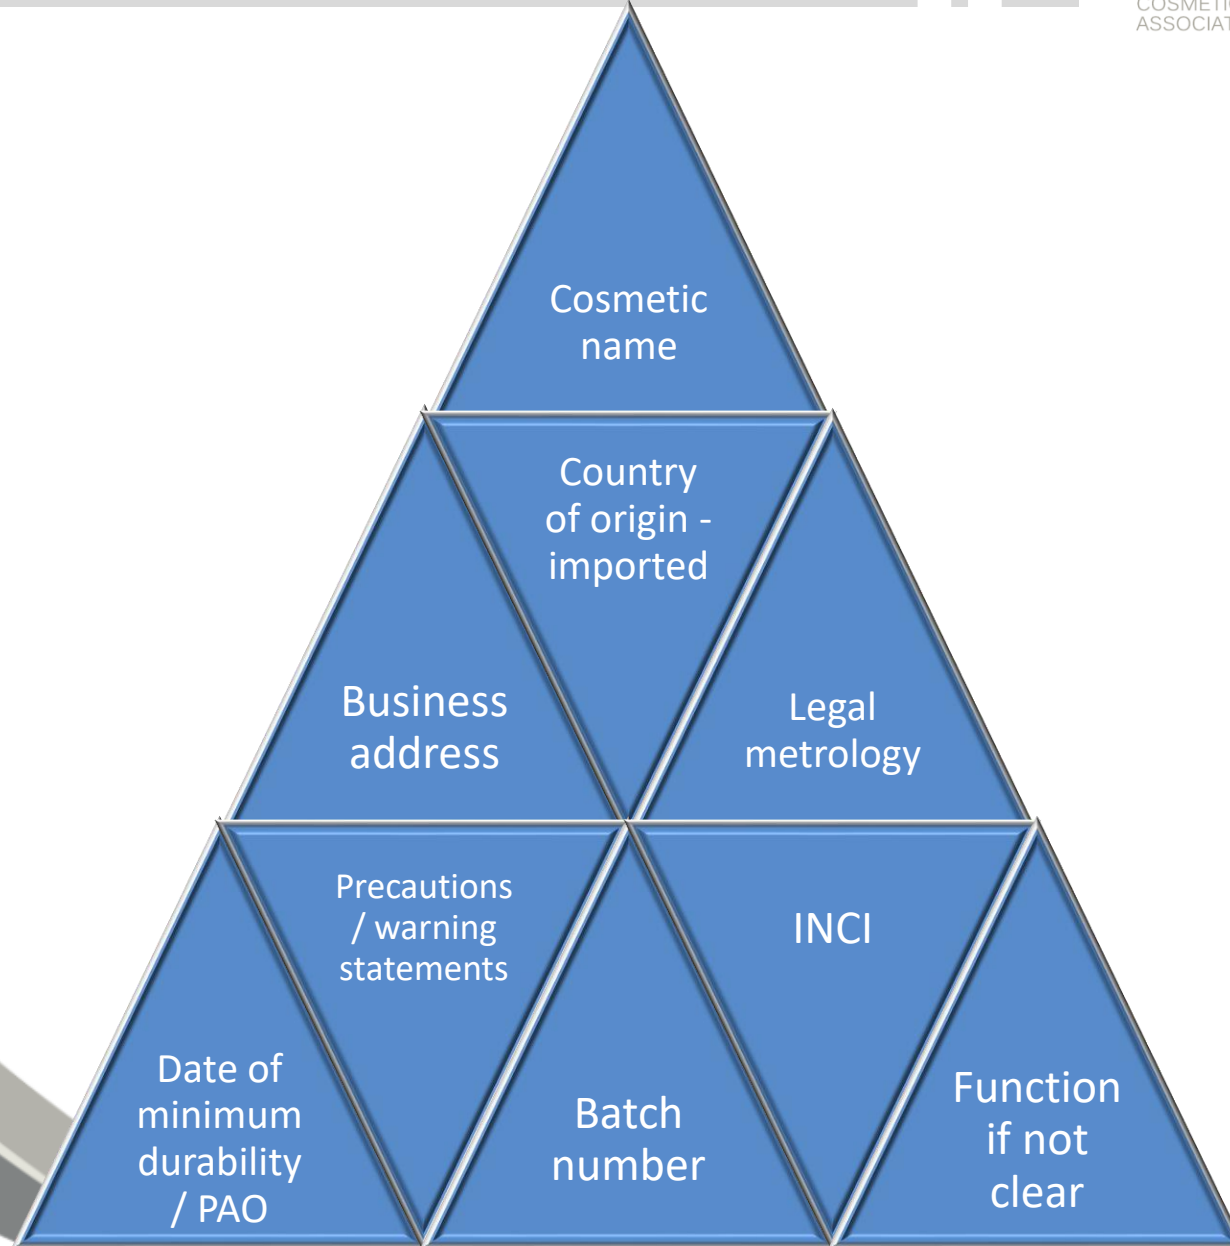 ASSOCIAT
Cosmetic
name
Country
of origin -
imported
Business
address
Legal
metrology
Precautions
/ warning
statements
INCI
Date of
minimum
durability
/ PAO
Batch
number
Function
if not
clear